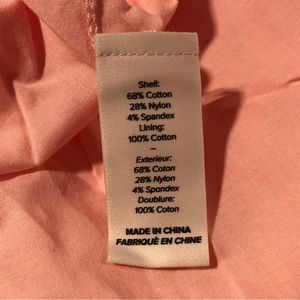 Shell:
68% Cotton
28% Nylon
4% Spandex
Lining:
100% Cotton
–
Exterieur:
68% Coton
28% Nylon
4% Spandex
Doublure:
100% Coton
MADE IN CHINA
FABRIQUÉ EN CHINE